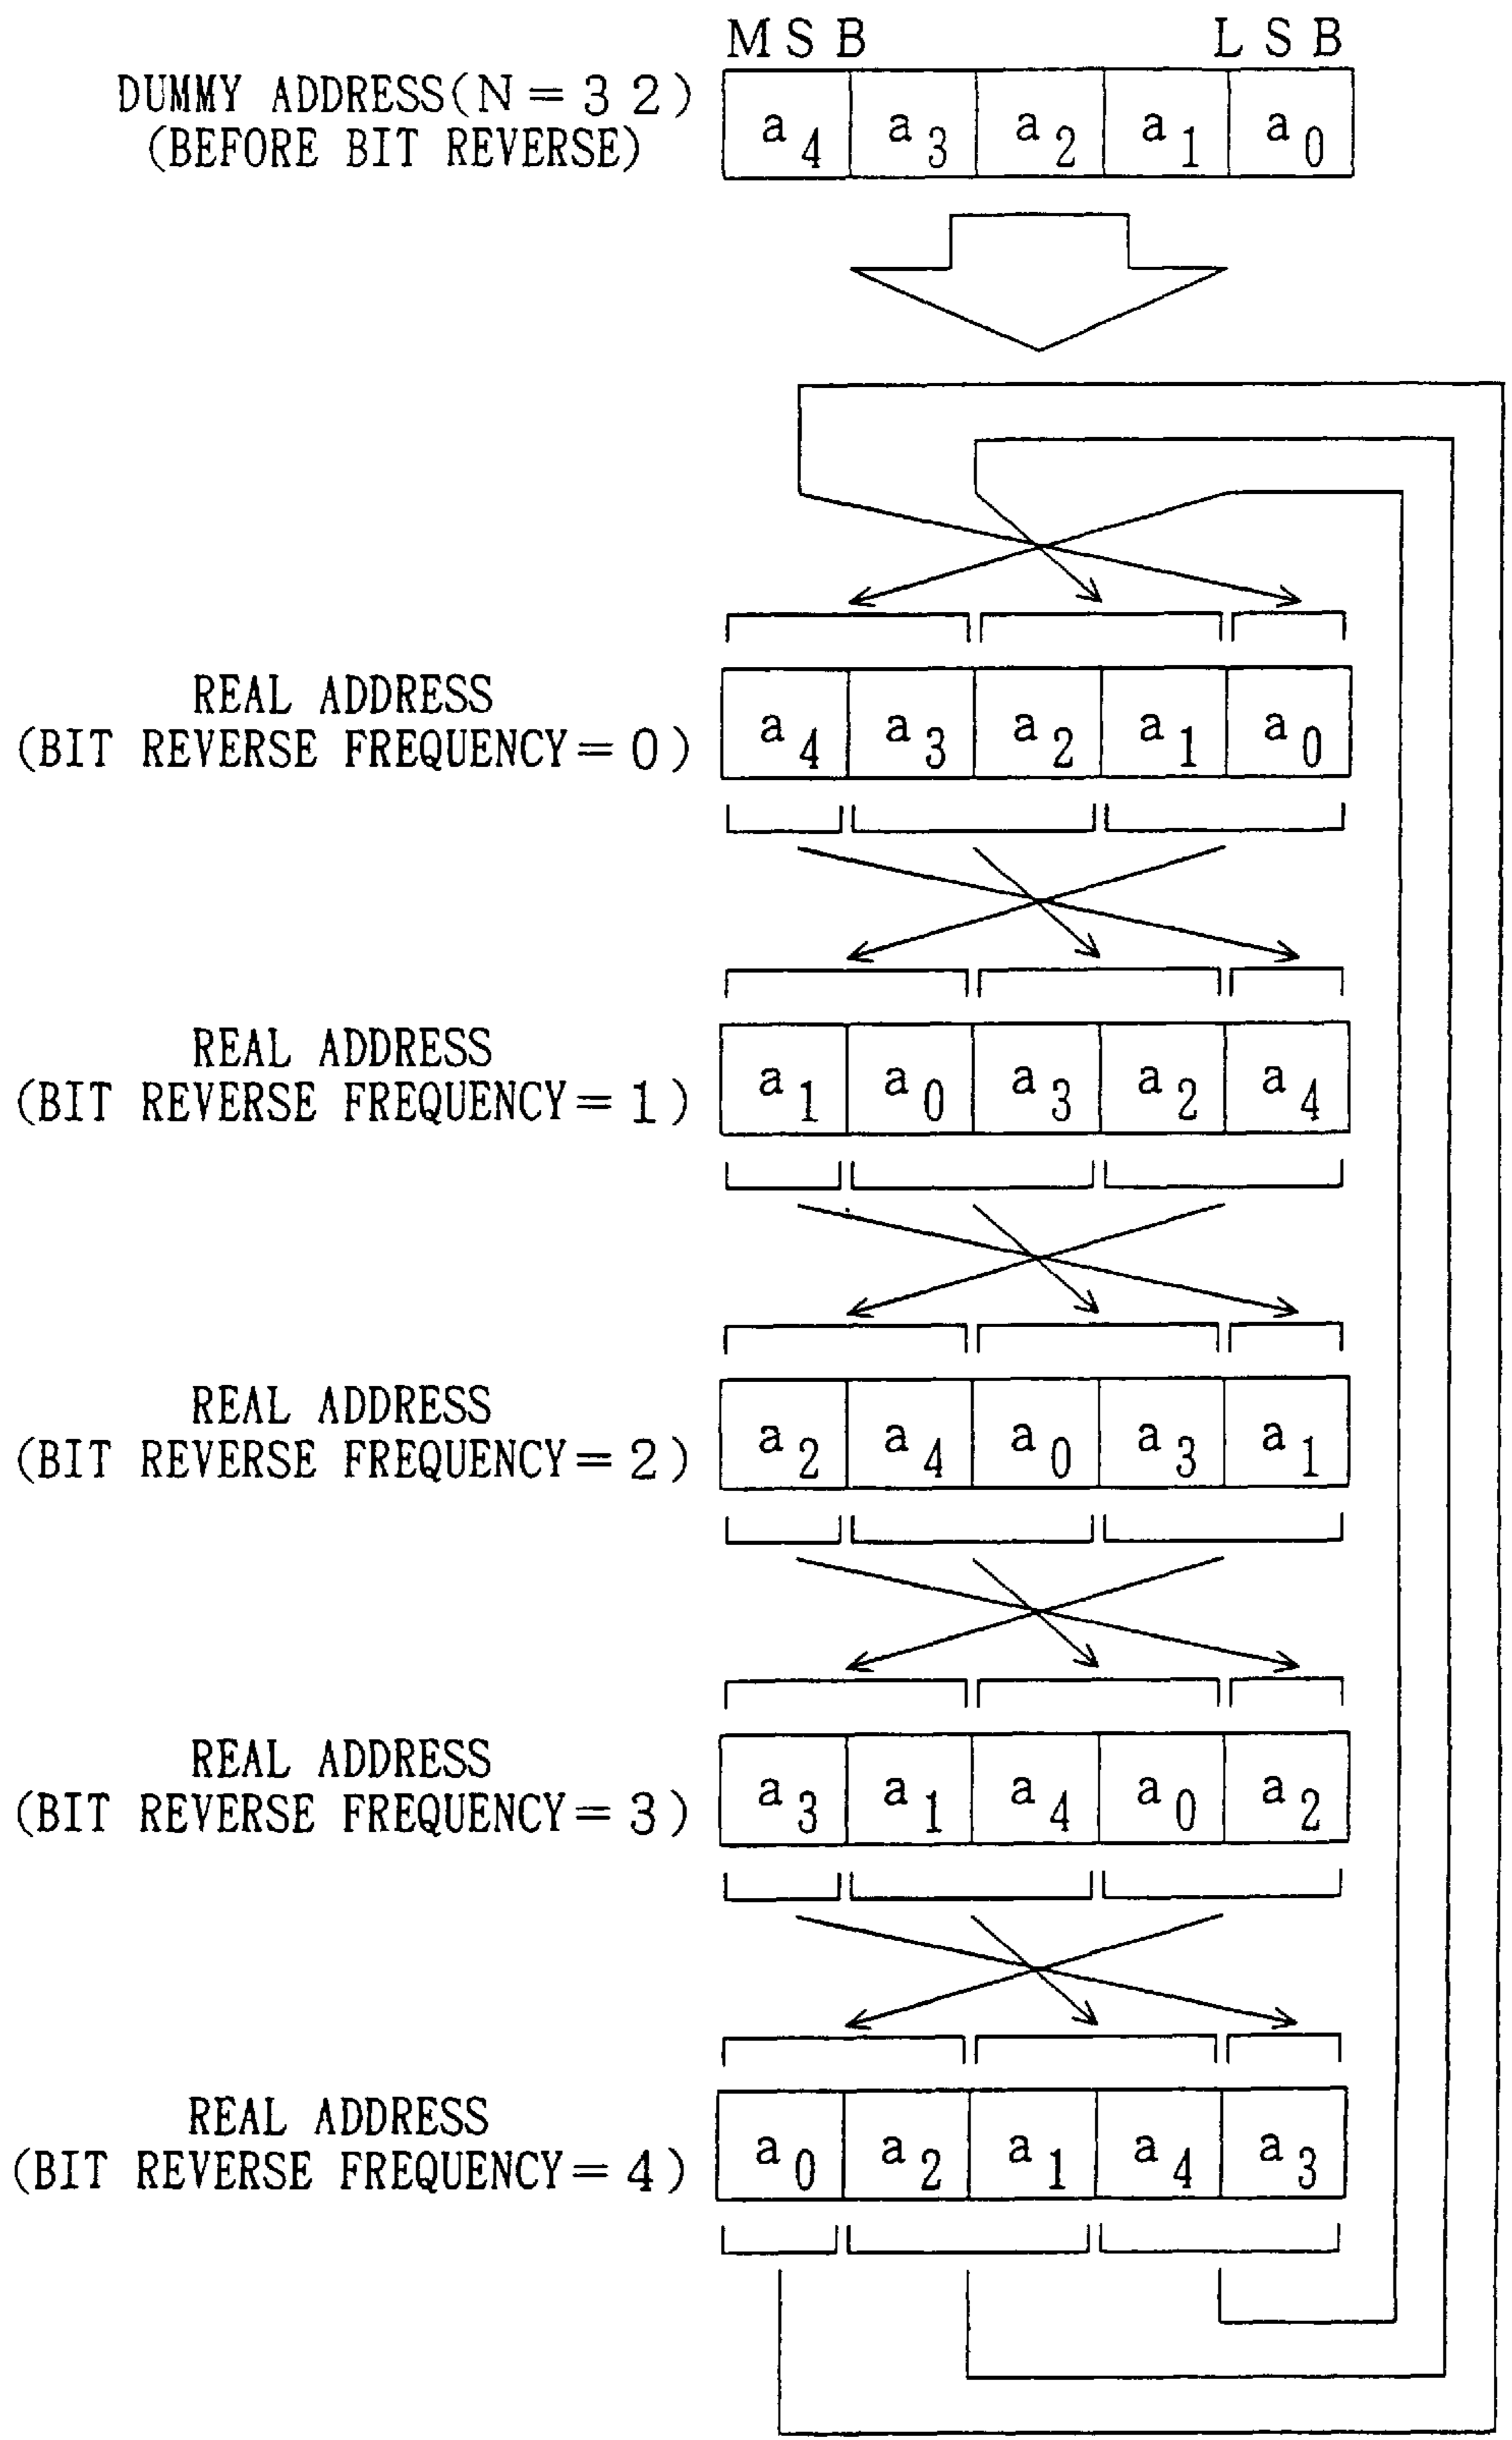 MSB LSB
DUMMY ADDRESS(N=32)
(BEFORE BIT REVERSE)
a4 a3 a2 a1 a0
REAL ADDRESS
(BIT REVERSE FREQUENCY=0)
a4 a3 a2 a1 a0
REAL ADDRESS
(BIT REVERSE FREQUENCY=1)
a1 a0 a3 a2 a4
REAL ADDRESS
(BIT REVERSE FREQUENCY=2)
a2 a4 a0 a3 a1
REAL ADDRESS
(BIT REVERSE FREQUENCY=3)
a3 a1 a4 a0 a2
REAL ADDRESS
(BIT REVERSE FREQUENCY=4)
a0 a2 a1 a4 a3